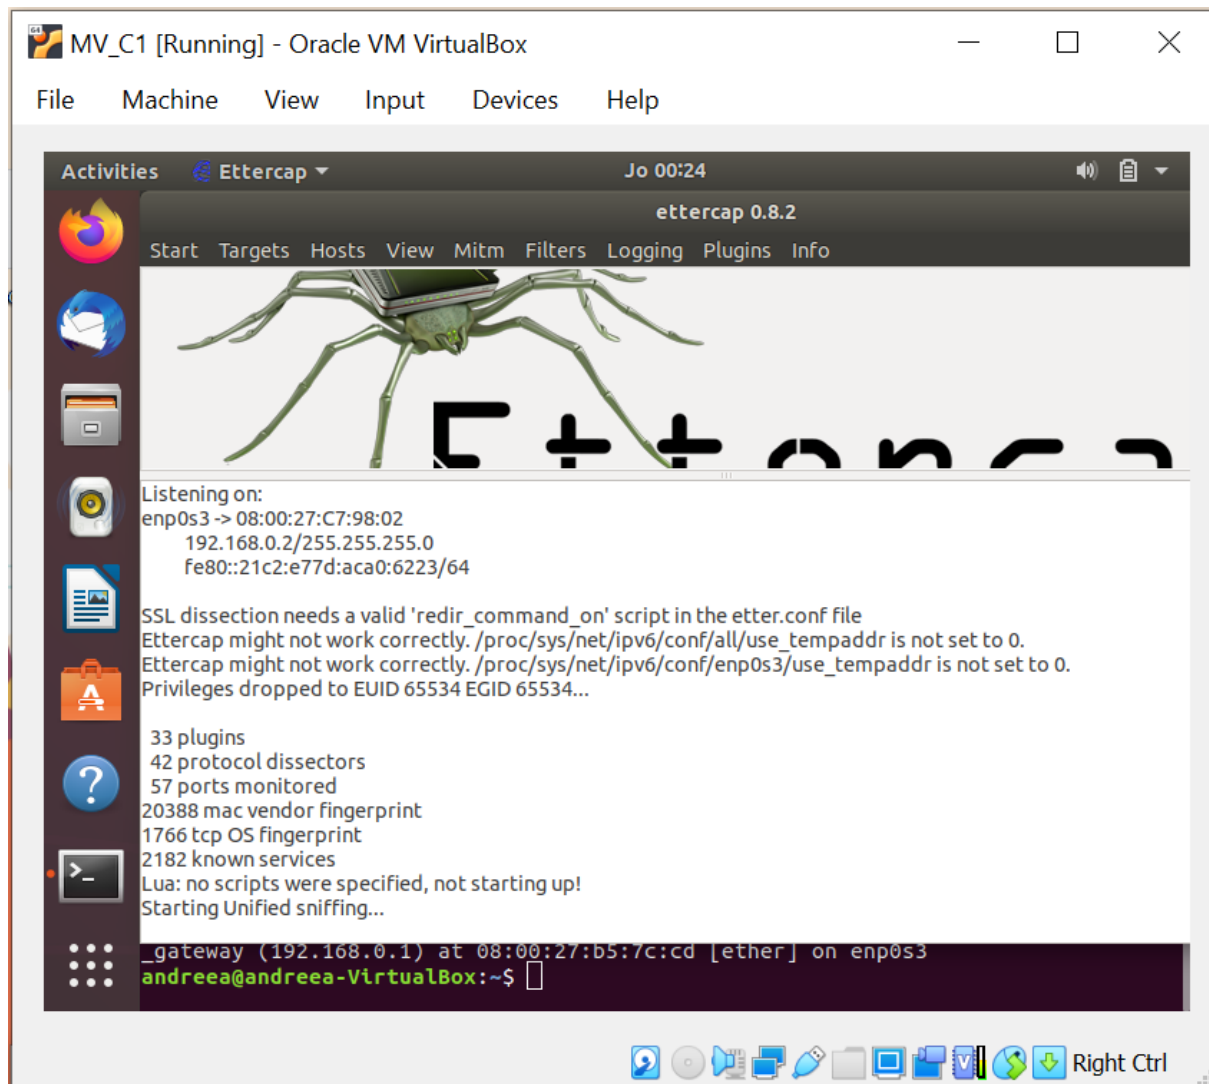 MV_C1 [Running] - Oracle VM VirtualBox
File Machine View Input Devices Help
Activities Ettercap Jo 00:24
ettercap 0.8.2
Start Targets Hosts View Mitm Filters Logging Plugins Info
Etterca
Listening on:
enp0s3 -> 08:00:27:C7:98:02
192.168.0.2/255.255.255.0
fe80::21c2:e77d:aca0:6223/64
SSL dissection needs a valid 'redir_command_on' script in the etter.conf file
Ettercap might not work correctly. /proc/sys/net/ipv6/conf/all/use_tempaddr is not set to 0.
Ettercap might not work correctly. /proc/sys/net/ipv6/conf/enp0s3/use_tempaddr is not set to 0.
Privileges dropped to EUID 65534 EGID 65534...
33 plugins
42 protocol dissectors
57 ports monitored
20388 mac vendor fingerprint
1766 tcp OS fingerprint
2182 known services
Lua: no scripts were specified, not starting up!
Starting Unified sniffing...
_gateway (192.168.0.1) at 08:00:27:b5:7c:cd [ether] on enp0s3
andreea@andreea-VirtualBox:~$
Right Ctrl